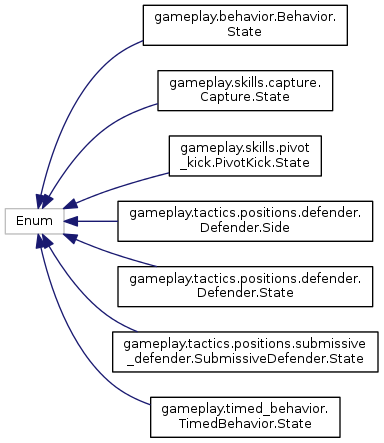 gameplay.behavior.Behavior.
State
gameplay.skills.capture.
Capture.State
gameplay.skills.pivot
_kick.PivotKick.State
Enum
gameplay.tactics.positions.defender.
Defender.Side
gameplay.tactics.positions.defender.
Defender.State
gameplay.tactics.positions.submissive
_defender.SubmissiveDefender.State
gameplay.timed_behavior.
TimedBehavior.State